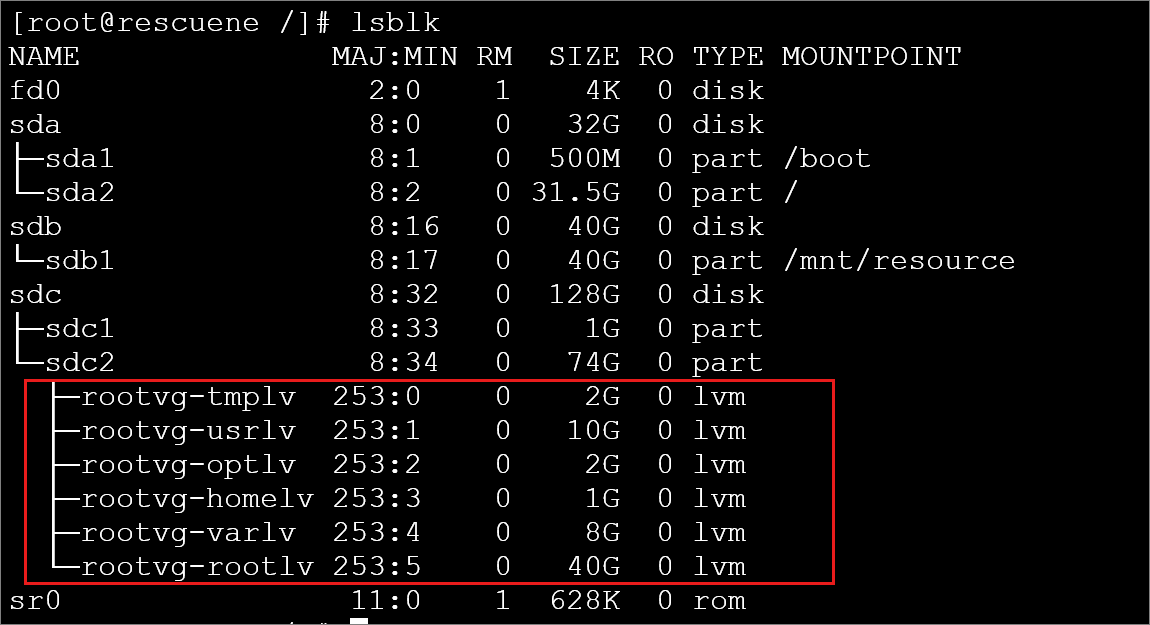 [root@rescuene /]# lsblk
NAME                MAJ:MIN RM   SIZE RO TYPE MOUNTPOINT
fd0                   2:0    1     4K  0 disk
sda                   8:0    0    32G  0 disk
├─sda1                8:1    0   500M  0 part /boot
└─sda2                8:2    0  31.5G  0 part /
sdb                   8:16   0    40G  0 disk
└─sdb1                8:17   0    40G  0 part /mnt/resource
sdc                   8:32   0   128G  0 disk
├─sdc1                8:33   0     1G  0 part
└─sdc2                8:34   0    74G  0 part
  ├─rootvg-tmplv  253:0    0     2G  0 lvm
  ├─rootvg-usrlv  253:1    0    10G  0 lvm
  ├─rootvg-optlv  253:2    0     2G  0 lvm
  ├─rootvg-homelv 253:3    0     1G  0 lvm
  ├─rootvg-varlv  253:4    0     8G  0 lvm
  └─rootvg-rootlv 253:5    0    40G  0 lvm
sr0                  11:0    1   628K  0 rom